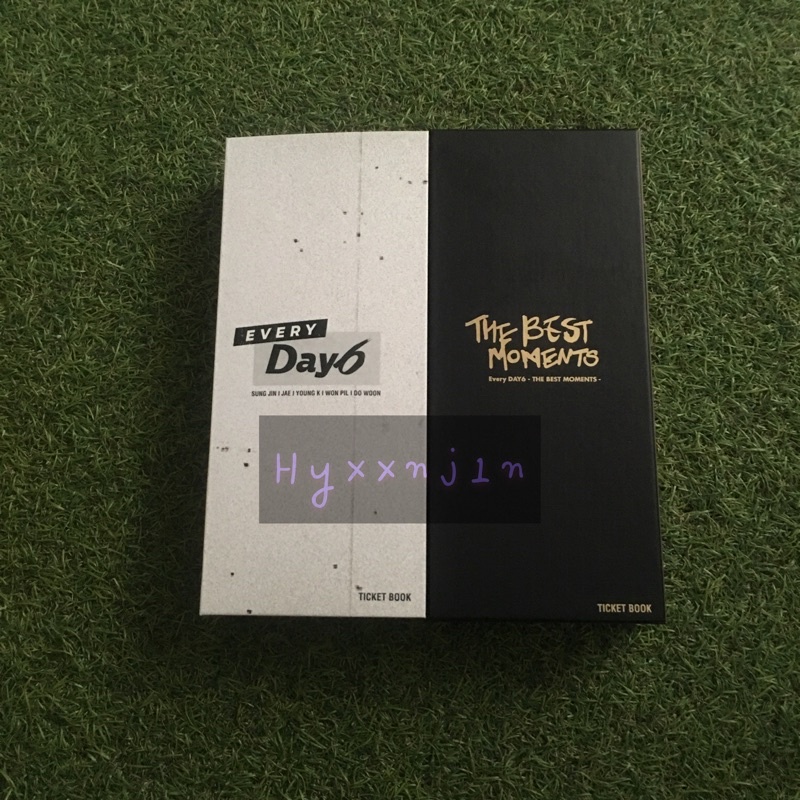 EVERY
Day6
SUNG JIN I JAE I YOUNG K I WON PIL I DO WOON
TICKET BOOK
THE BEST
MOMENTS
Every DAY6 - THE BEST MOMENTS -
TICKET BOOK
Hyxxnj1n